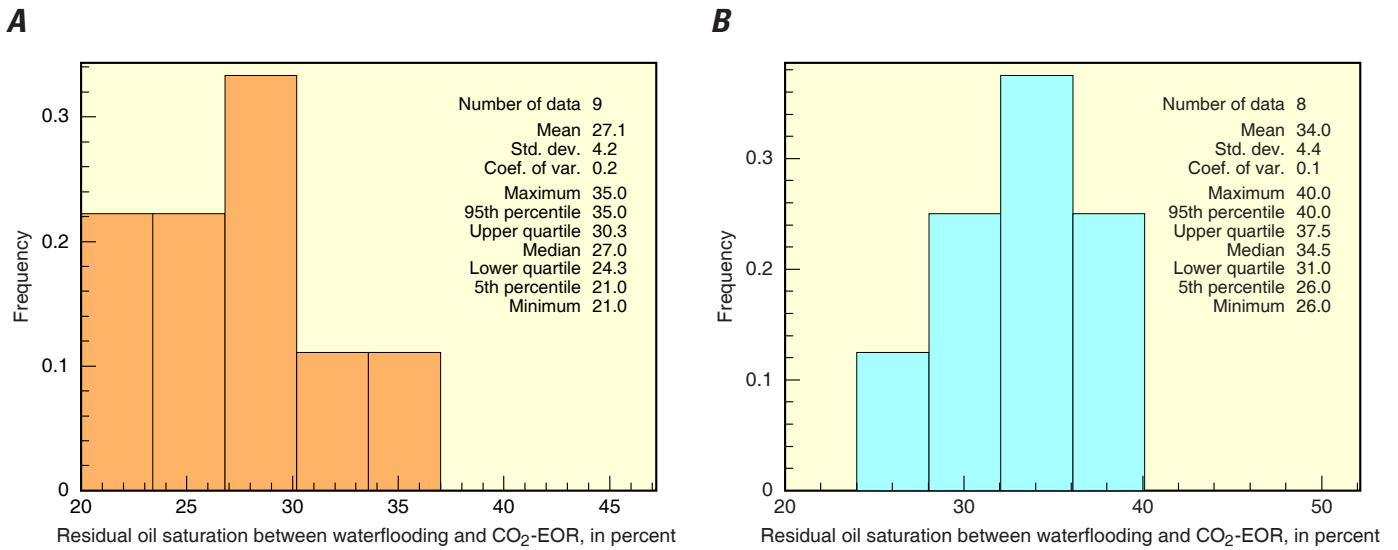 A
Frequency
0.3
0.2
0.1
0
20 25 30 35 40 45
Residual oil saturation between waterflooding and CO2-EOR, in percent
Number of data 9
Mean 27.1
Std. dev. 4.2
Coef. of var. 0.2
Maximum 35.0
95th percentile 35.0
Upper quartile 30.3
Median 27.0
Lower quartile 24.3
5th percentile 21.0
Minimum 21.0
B
Frequency
0.3
0.2
0.1
0
20 30 40 50
Residual oil saturation between waterflooding and CO2-EOR, in percent
Number of data 8
Mean 34.0
Std. dev. 4.4
Coef. of var. 0.1
Maximum 40.0
95th percentile 40.0
Upper quartile 37.5
Median 34.5
Lower quartile 31.0
5th percentile 26.0
Minimum 26.0